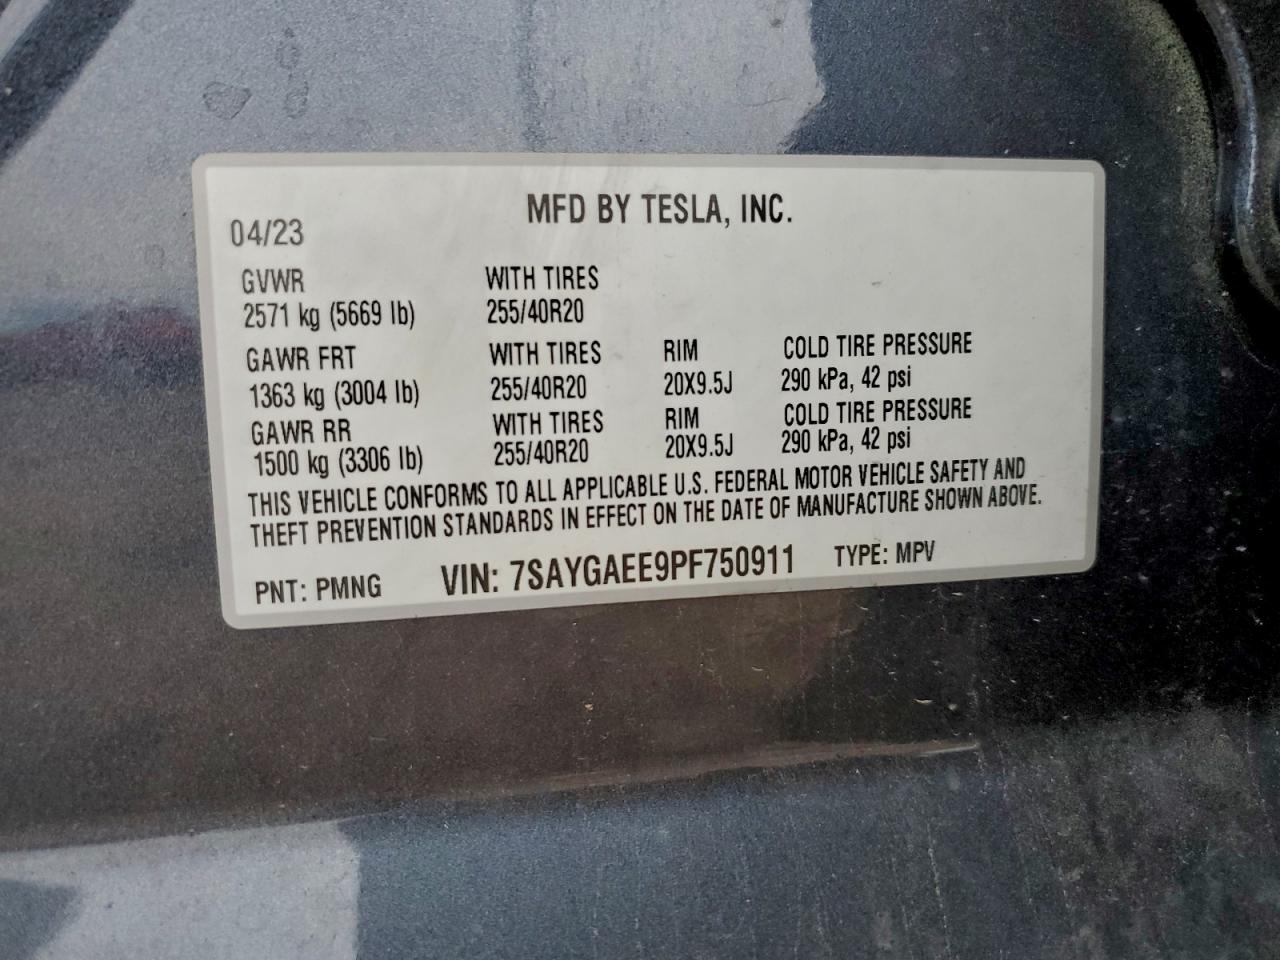 MFD BY TESLA, INC.
04/23
GVWR WITH TIRES
2571 kg (5669 lb) 255/40R20
GAWR FRT WITH TIRES RIM COLD TIRE PRESSURE
1363 kg (3004 lb) 255/40R20 20X9.5J 290 kPa, 42 psi
GAWR RR WITH TIRES RIM COLD TIRE PRESSURE
1500 kg (3306 lb) 255/40R20 20X9.5J 290 kPa, 42 psi
THIS VEHICLE CONFORMS TO ALL APPLICABLE U.S. FEDERAL MOTOR VEHICLE SAFETY AND
THEFT PREVENTION STANDARDS IN EFFECT ON THE DATE OF MANUFACTURE SHOWN ABOVE.
PNT: PMNG VIN: 7SAYGAEE9PF750911 TYPE: MPV